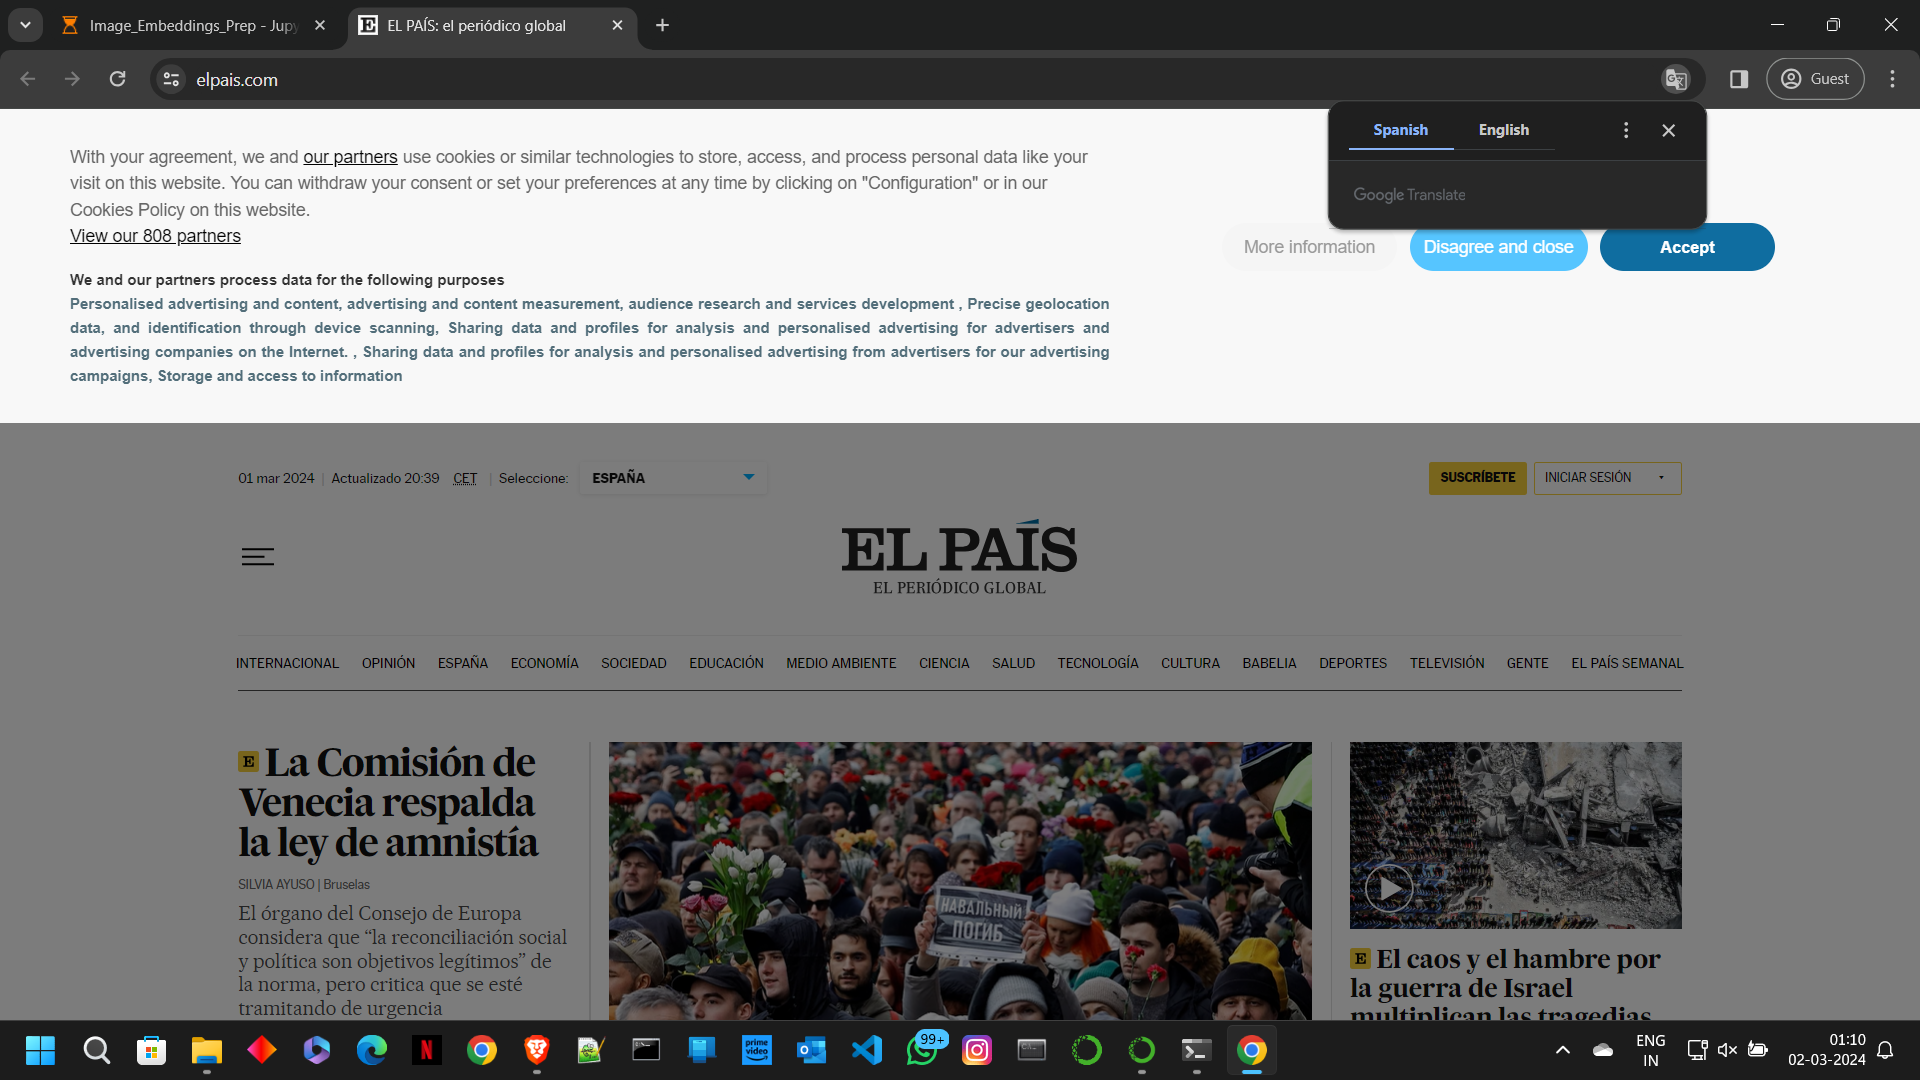 Image_Embeddings_Prep - Jupy
EL PAÍS: el periódico global
elpais.com
Guest
Spanish
English
Google Translate
With your agreement, we and our partners use cookies or similar technologies to store, access, and process personal data like your
visit on this website. You can withdraw your consent or set your preferences at any time by clicking on "Configuration" or in our
Cookies Policy on this website.
View our 808 partners
More information
Disagree and close
Accept
We and our partners process data for the following purposes
Personalised advertising and content, advertising and content measurement, audience research and services development , Precise geolocation
data, and identification through device scanning, Sharing data and profiles for analysis and personalised advertising for advertisers and
advertising companies on the Internet. , Sharing data and profiles for analysis and personalised advertising from advertisers for our advertising
campaigns, Storage and access to information
01 mar 2024 | Actualizado 20:39 CET | Seleccione: ESPAÑA
SUSCRÍBETE
INICIAR SESIÓN
EL PAÍS
EL PERIÓDICO GLOBAL
INTERNACIONAL OPINIÓN ESPAÑA ECONOMÍA SOCIEDAD EDUCACIÓN MEDIO AMBIENTE CIENCIA SALUD TECNOLOGÍA CULTURA BABELIA DEPORTES TELEVISIÓN GENTE EL PAÍS SEMANAL
E La Comisión de
Venecia respalda
la ley de amnistía
SILVIA AYUSO | Bruselas
El órgano del Consejo de Europa
considera que “la reconciliación social
y política son objetivos legítimos” de
la norma, pero critica que se esté
tramitando de urgencia
НАВАЛЬНЫЙ
ПОГИБ
E El caos y el hambre por
la guerra de Israel
multiplican las tragedias
prime
video
99+
ENG
IN
01:10
02-03-2024